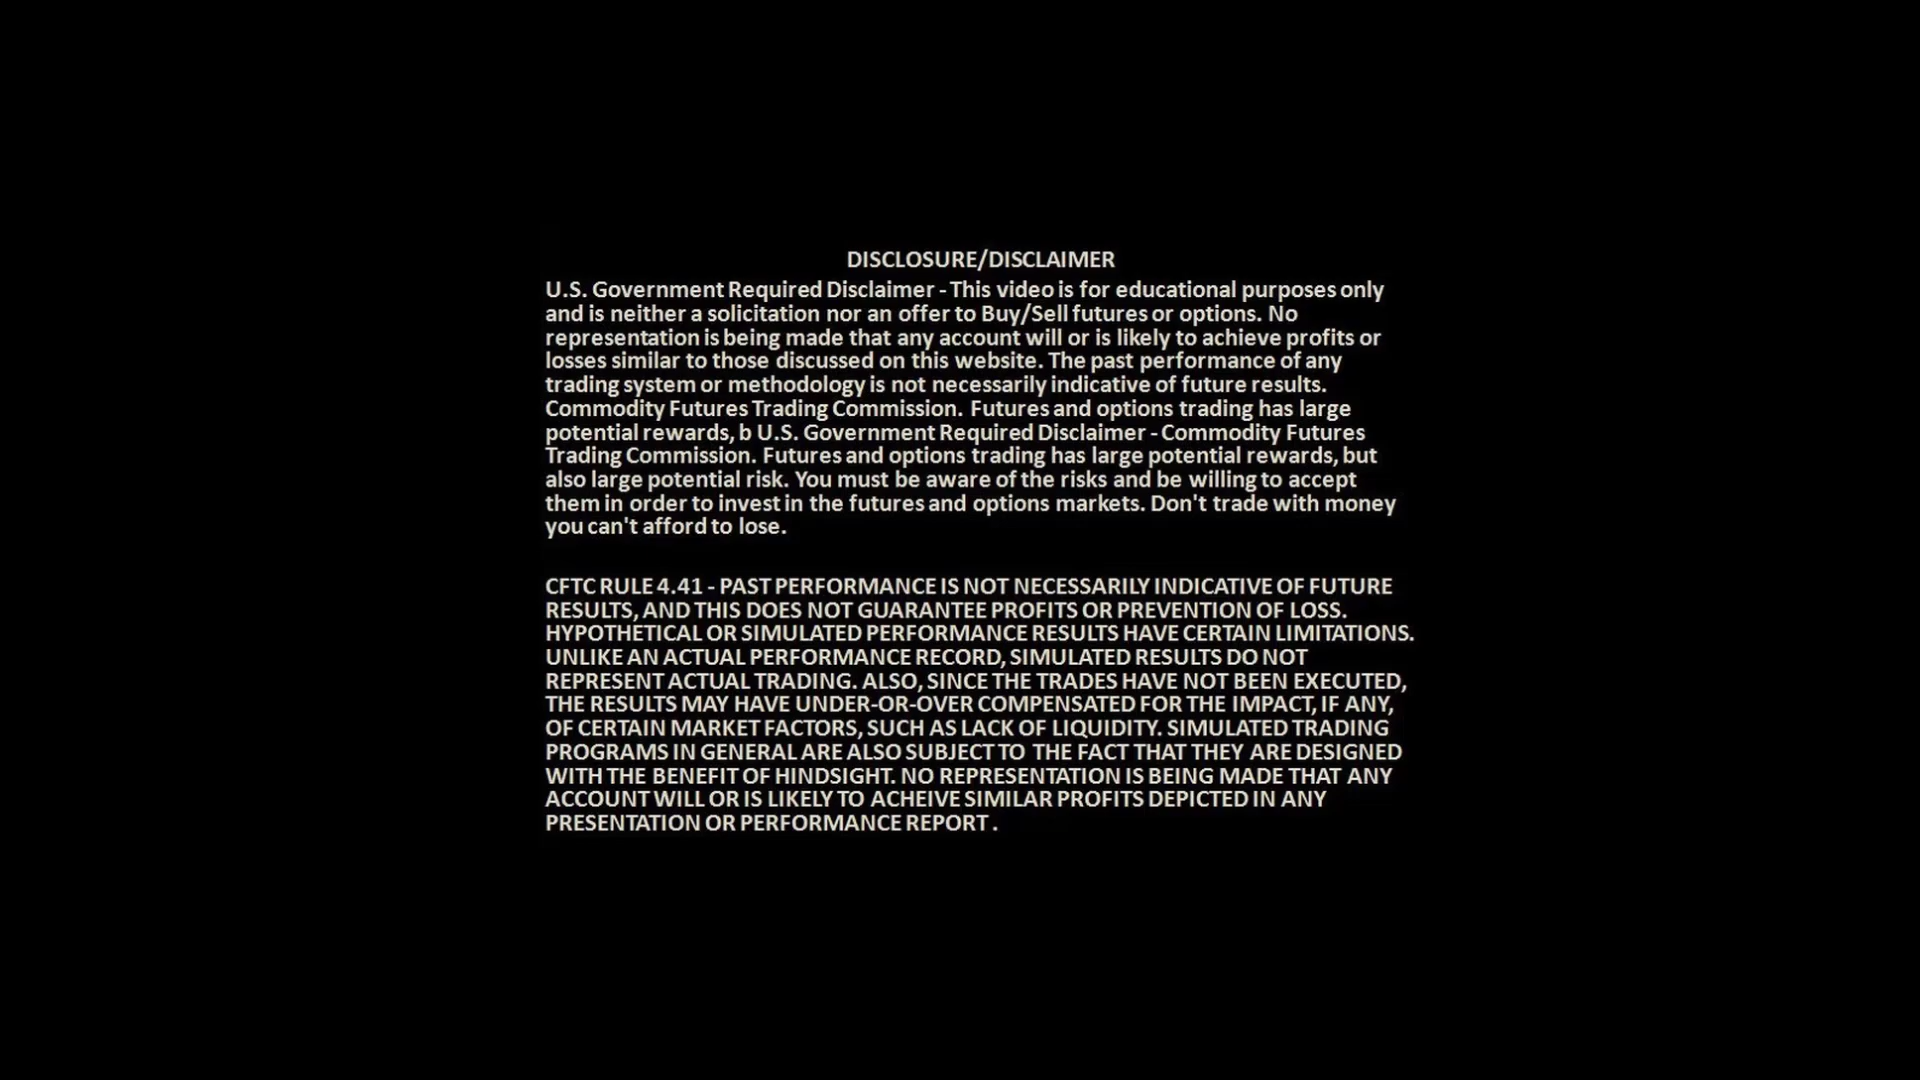 DISCLOSURE/DISCLAIMER
U.S. Government Required Disclaimer - This video is for educational purposes only
and is neither a solicitation nor an offer to Buy/Sell futures or options. No
representation is being made that any account will or is likely to achieve profits or
losses similar to those discussed on this website. The past performance of any
trading system or methodology is not necessarily indicative of future results.
Commodity Futures Trading Commission. Futures and options trading has large
potential rewards, b U.S. Government Required Disclaimer - Commodity Futures
Trading Commission. Futures and options trading has large potential rewards, but
also large potential risk. You must be aware of the risks and be willing to accept
them in order to invest in the futures and options markets. Don't trade with money
you can't afford to lose.
CFTC RULE 4.41 - PAST PERFORMANCE IS NOT NECESSARILY INDICATIVE OF FUTURE
RESULTS, AND THIS DOES NOT GUARANTEE PROFITS OR PREVENTION OF LOSS.
HYPOTHETICAL OR SIMULATED PERFORMANCE RESULTS HAVE CERTAIN LIMITATIONS.
UNLIKE AN ACTUAL PERFORMANCE RECORD, SIMULATED RESULTS DO NOT
REPRESENT ACTUAL TRADING. ALSO, SINCE THE TRADES HAVE NOT BEEN EXECUTED,
THE RESULTS MAY HAVE UNDER-OR-OVER COMPENSATED FOR THE IMPACT, IF ANY,
OF CERTAIN MARKET FACTORS, SUCH AS LACK OF LIQUIDITY. SIMULATED TRADING
PROGRAMS IN GENERAL ARE ALSO SUBJECT TO THE FACT THAT THEY ARE DESIGNED
WITH THE BENEFIT OF HINDSIGHT. NO REPRESENTATION IS BEING MADE THAT ANY
ACCOUNT WILL OR IS LIKELY TO ACHEIVE SIMILAR PROFITS DEPICTED IN ANY
PRESENTATION OR PERFORMANCE REPORT .